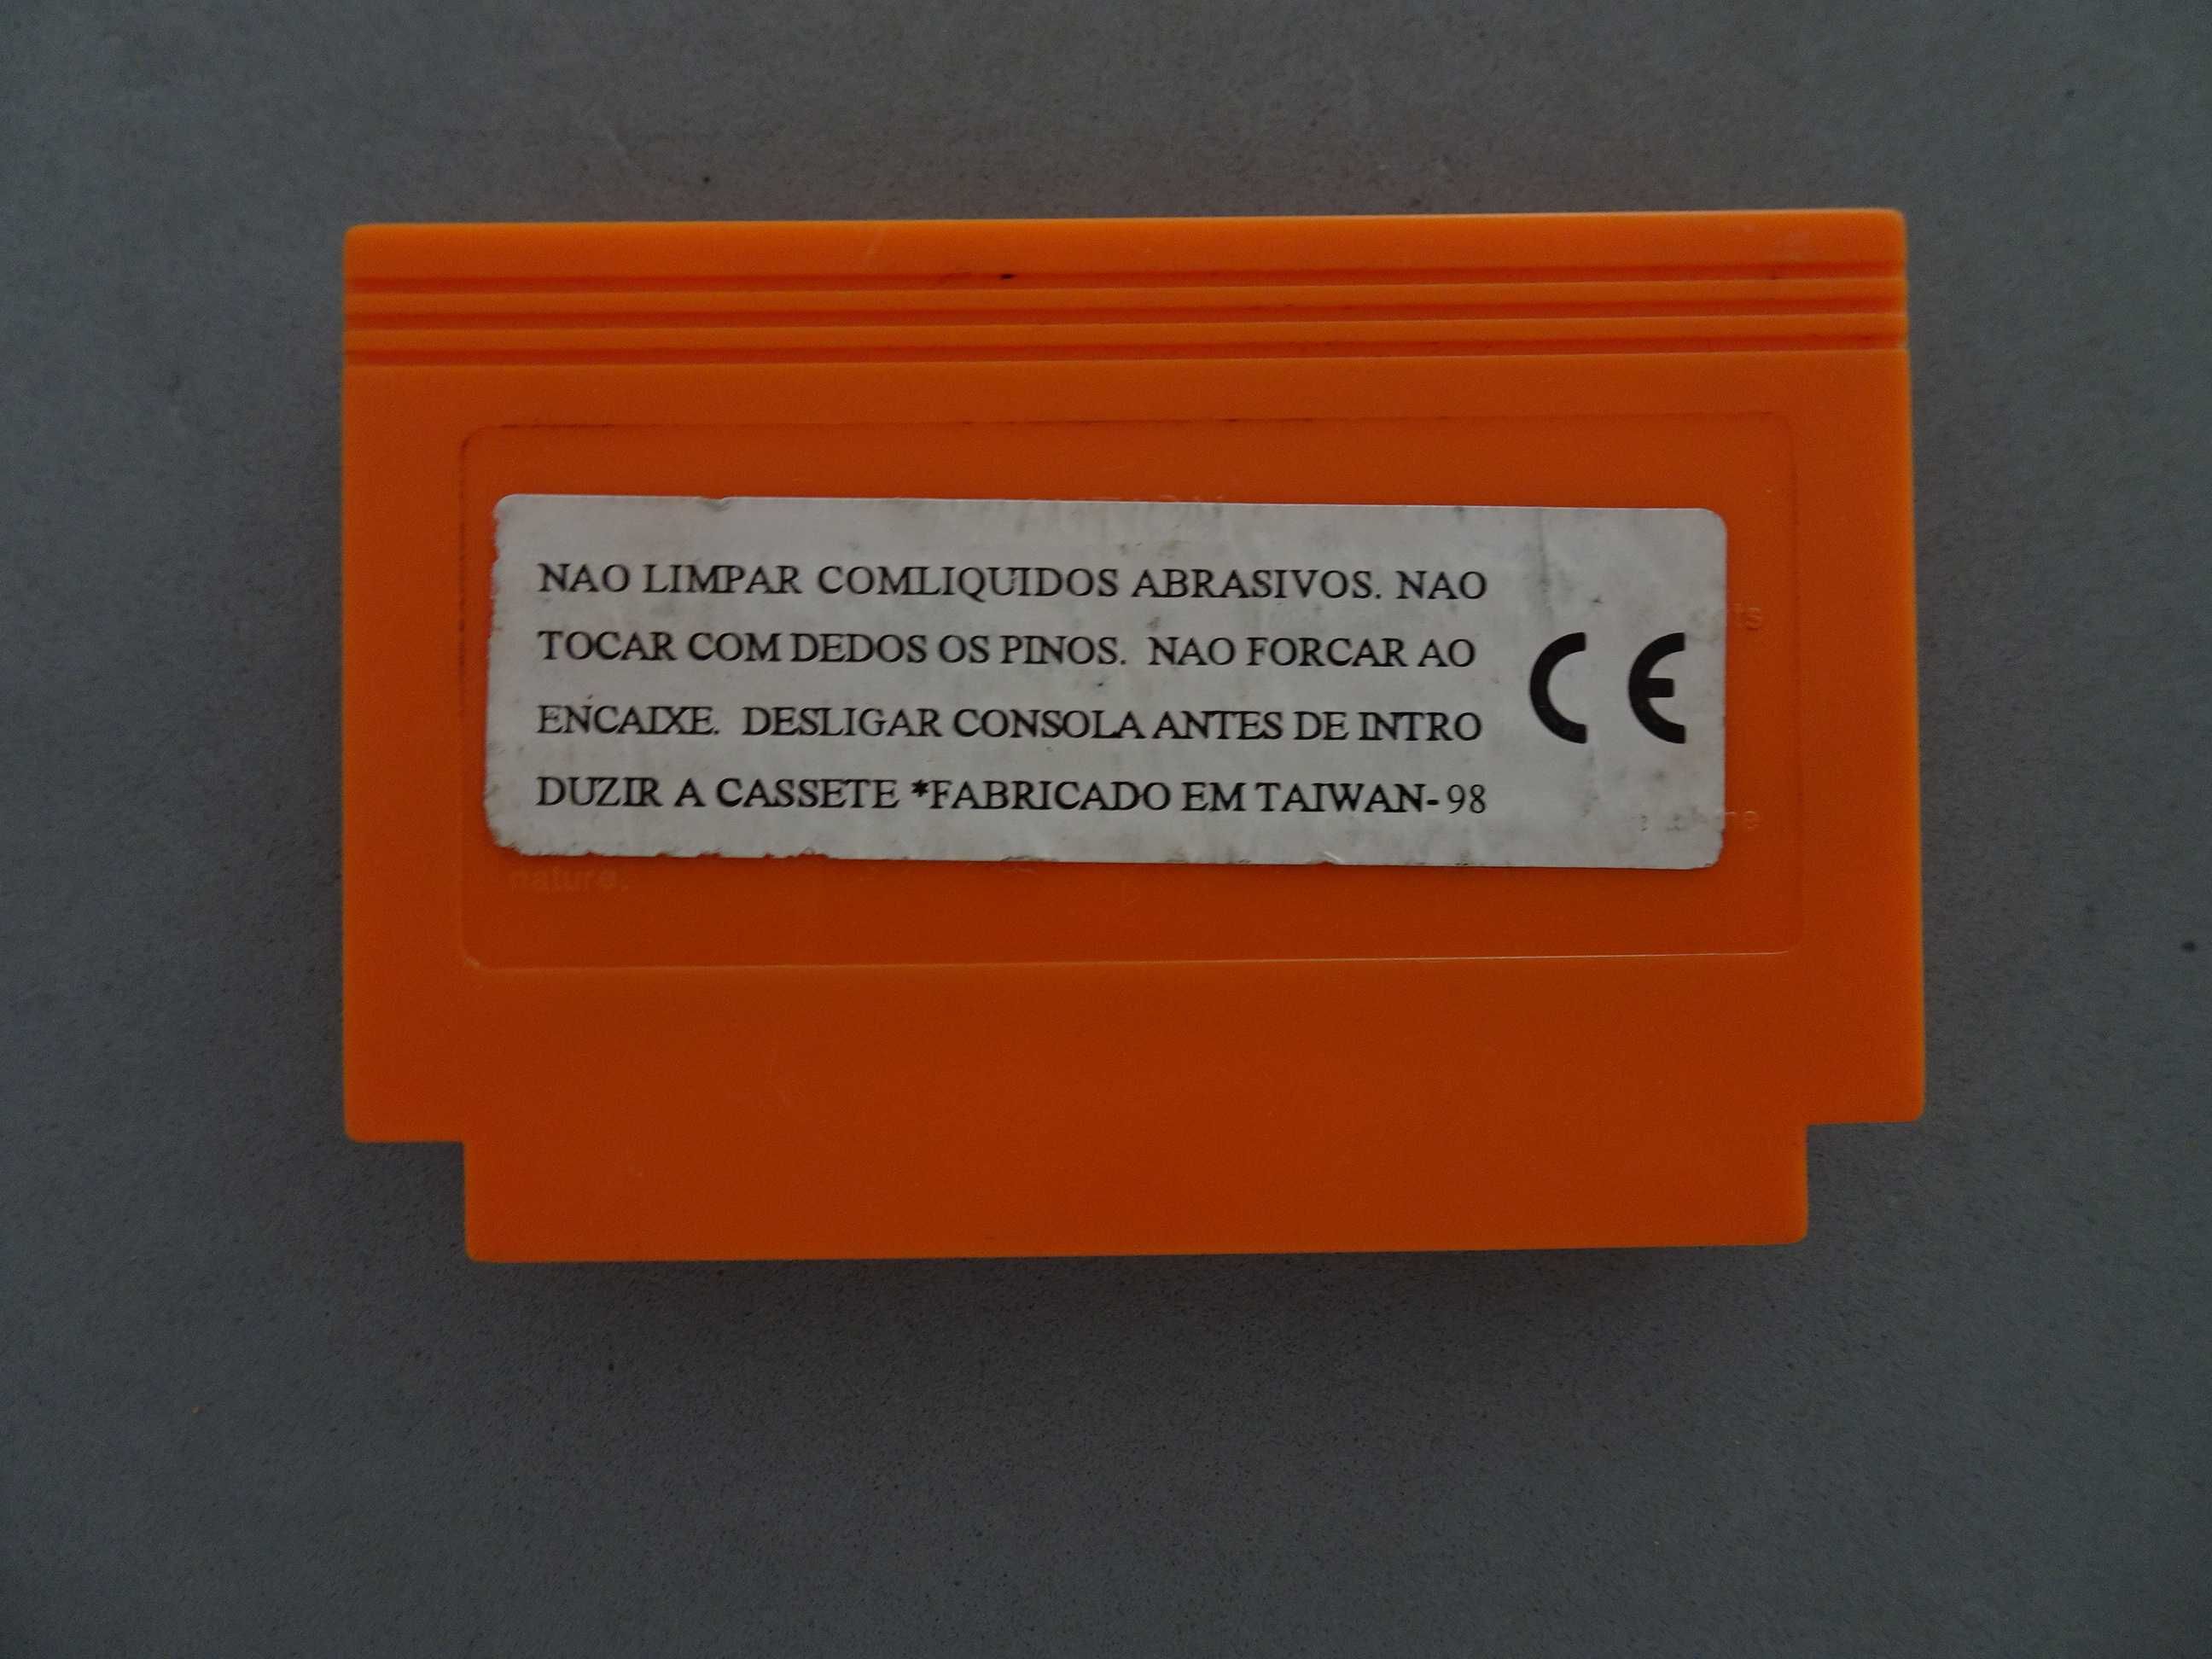 NAO LIMPAR COMLIQUIDOS ABRASIVOS. NAO
TOCAR COM DEDOS OS PINOS. NAO FORCAR AO
ENCAIXE. DESLIGAR CONSOLA ANTES DE INTRO
DUZIR A CASSETE *FABRICADO EM TAIWAN-98
CE
nature.